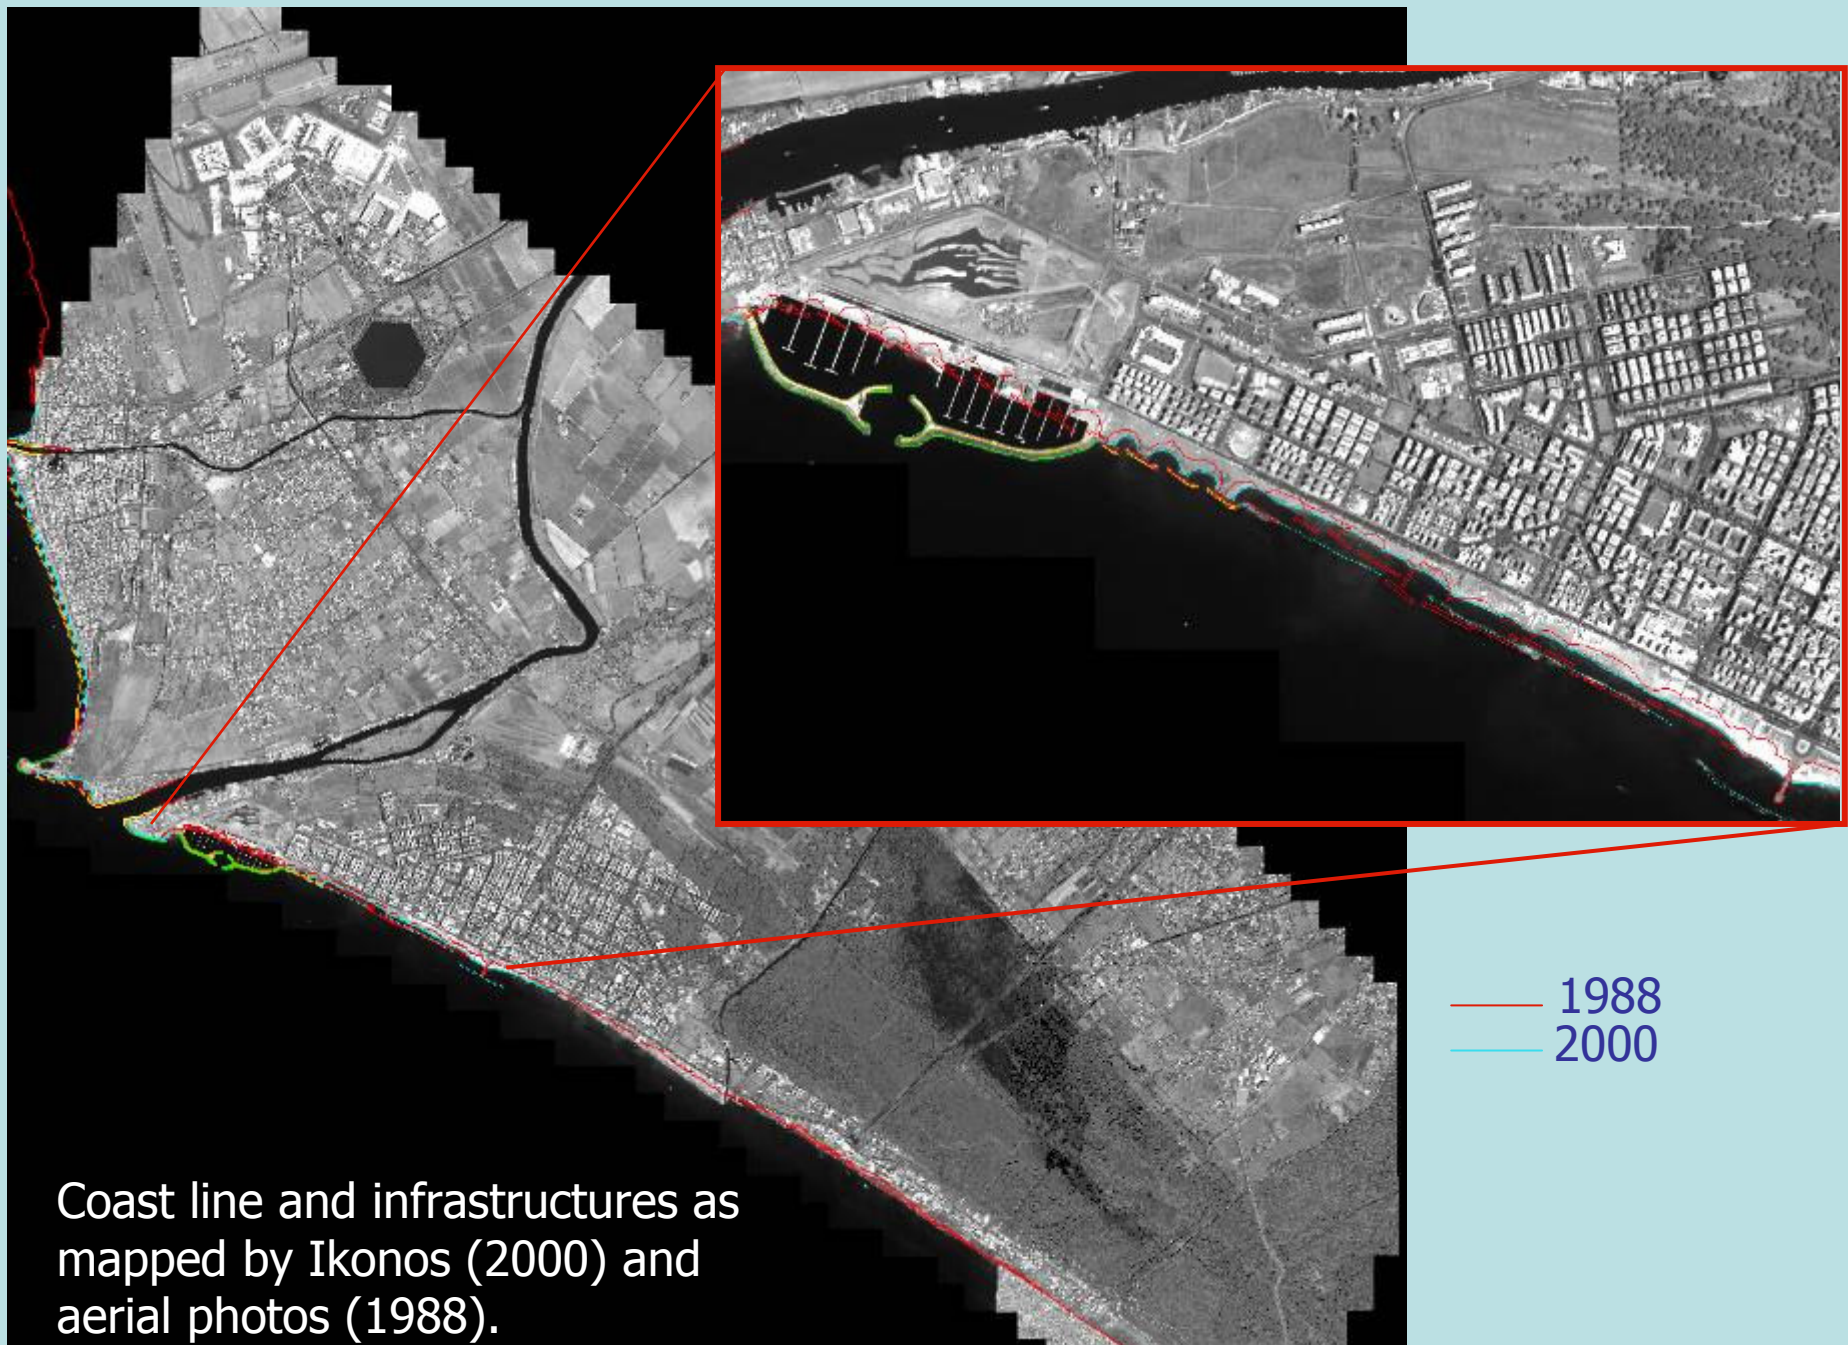 1988
2000
Coast line and infrastructures as
mapped by Ikonos (2000) and
aerial photos (1988).